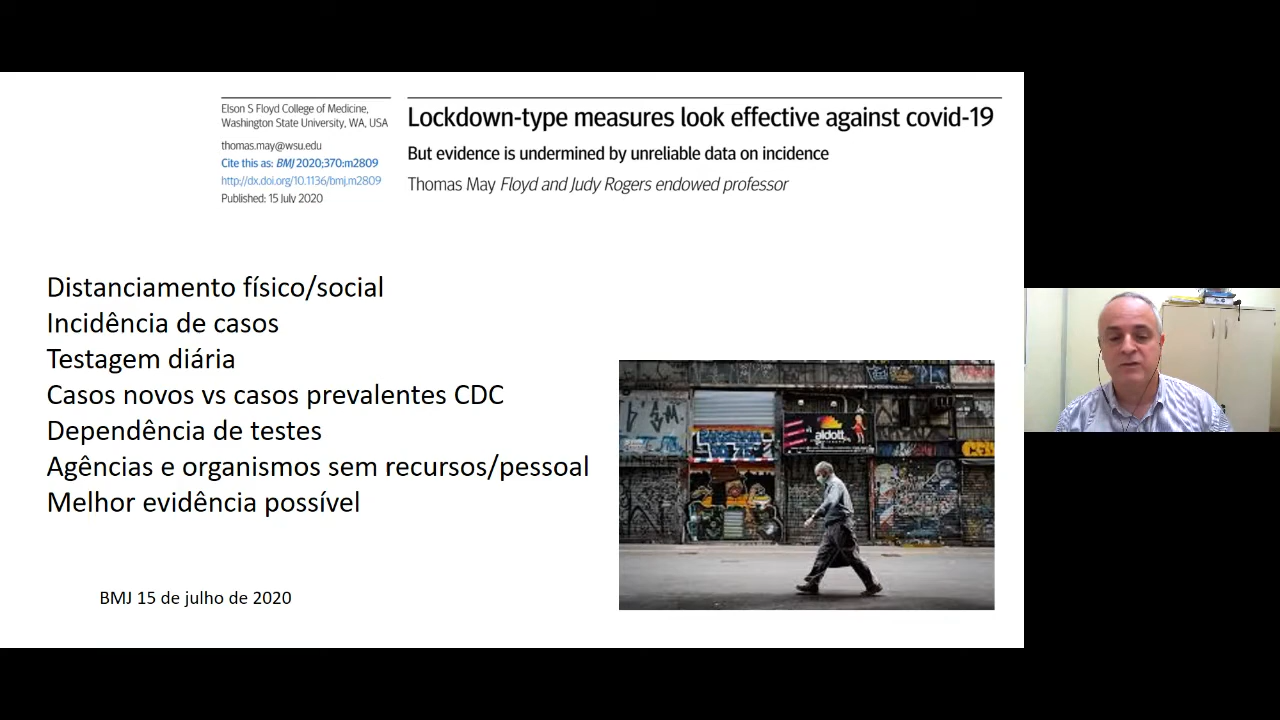 Elson S Floyd College of Medicine,
Washington State University, WA, USA
thomas.may@wsu.edu
Cite this as: BMJ 2020;370:m2809
http://dx.doi.org/10.1136/bmj.m2809
Published: 15 July 2020
Lockdown-type measures look effective against covid-19
But evidence is undermined by unreliable data on incidence
Thomas May Floyd and Judy Rogers endowed professor
Distanciamento físico/social
Incidência de casos
Testagem diária
Casos novos vs casos prevalentes CDC
Dependência de testes
Agências e organismos sem recursos/pessoal
Melhor evidência possível
aldott
BMJ 15 de julho de 2020